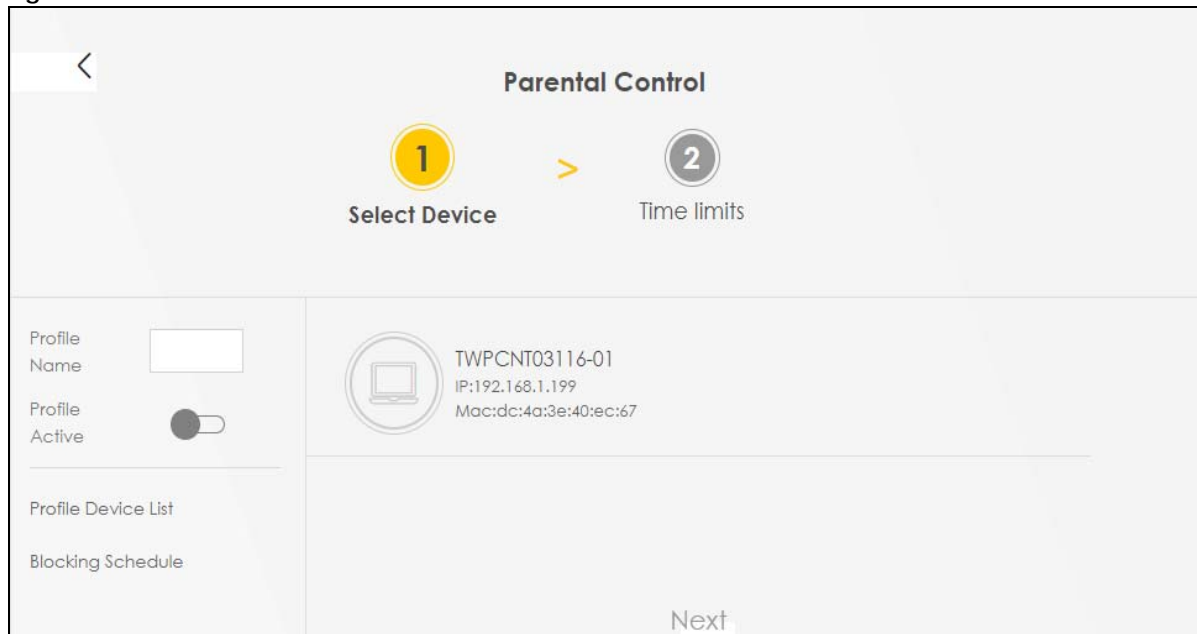 Parental Control
1 > 2
Select Device Time limits
Profile
Name
Profile
Active
Profile Device List
Blocking Schedule
TWPCNT03116-01
IP:192.168.1.199
Mac:dc:4a:3e:40:ec:67
Next